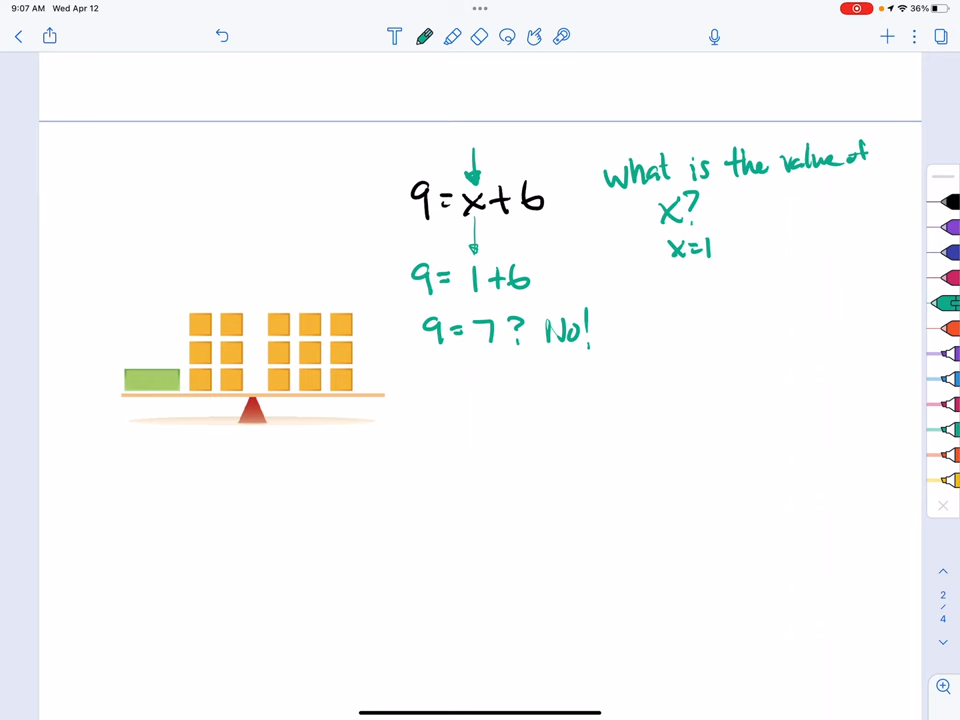 9:07 AM Wed Apr 12
36%
T
9 = x + 6
What is the value of
x?
x = 1
9 = 1 + 6
9 = 7? No!
2
/
4